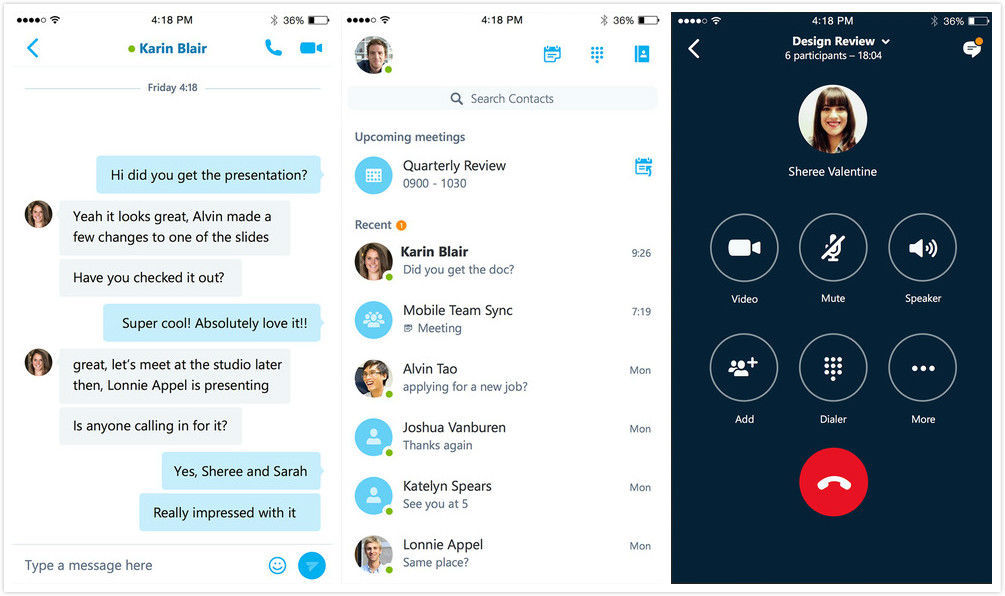 4:18 PM
36%
Karin Blair
Friday 4:18
Hi did you get the presentation?
Yeah it looks great, Alvin made a
few changes to one of the slides
Have you checked it out?
Super cool! Absolutely love it!!
great, let's meet at the studio later
then, Lonnie Appel is presenting
Is anyone calling in for it?
Yes, Sheree and Sarah
Really impressed with it
Type a message here
4:18 PM
36%
Search Contacts
Upcoming meetings
Quarterly Review
0900 - 1030
Recent 1
Karin Blair 9:26
Did you get the doc?
Mobile Team Sync 7:19
Meeting
Alvin Tao Mon
applying for a new job?
Joshua Vanburen Mon
Thanks again
Katelyn Spears Mon
See you at 5
Lonnie Appel Mon
Same place?
4:18 PM
36%
Design Review
6 participants – 18:04
Sheree Valentine
Video Mute Speaker
Add Dialer More